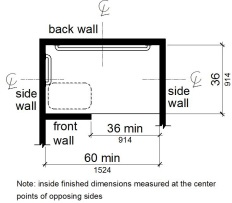 back wall
℄
℄
℄
side
wall
side
wall
36
914
front
wall
36 min
914
60 min
1524
Note: inside finished dimensions measured at the center
points of opposing sides